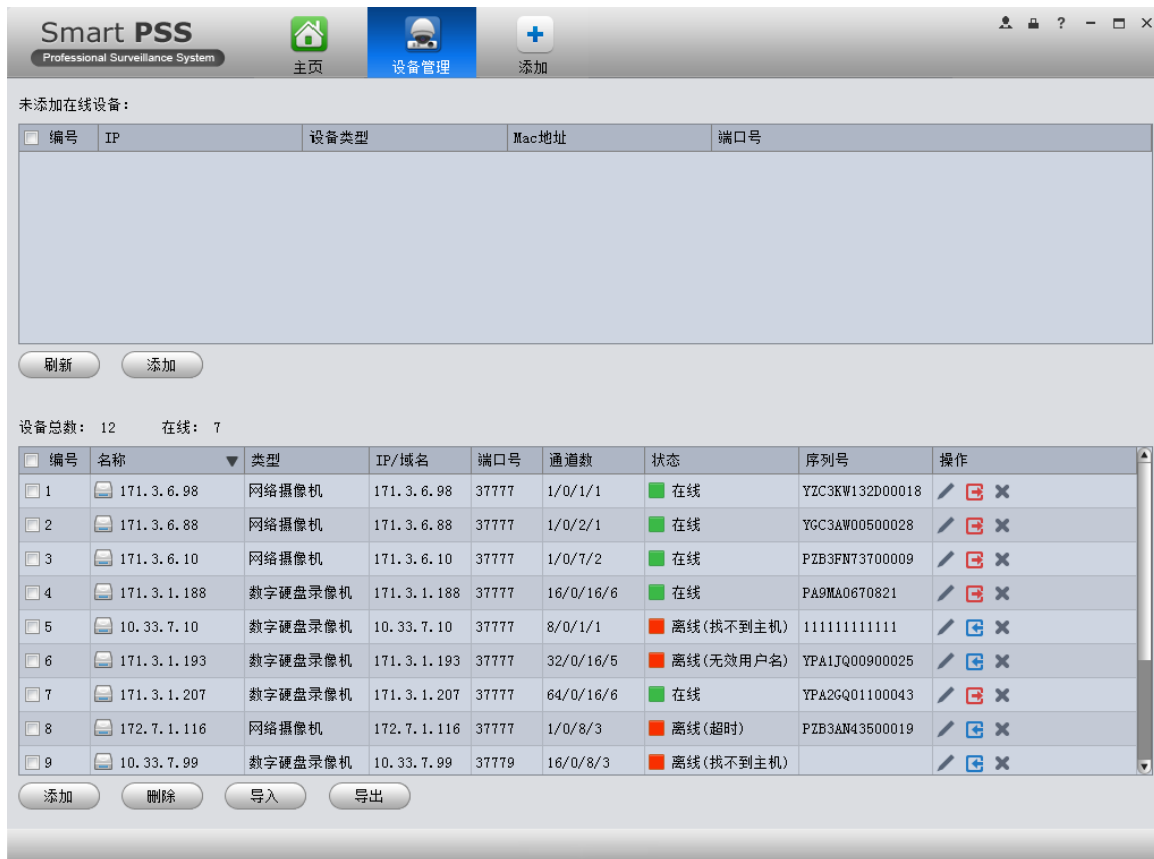 Smart PSS
Professional Surveillance System
主页 设备管理 添加
未添加在线设备:
编号 IP 设备类型 Mac地址 端口号
刷新 添加
设备总数: 12 在线: 7
编号 名称 类型 IP/域名 端口号 通道数 状态 序列号 操作
1 171.3.6.98 网络摄像机 171.3.6.98 37777 1/0/1/1 在线 YZC3KW132D00018
2 171.3.6.88 网络摄像机 171.3.6.88 37777 1/0/2/1 在线 YGC3AW00500028
3 171.3.6.10 网络摄像机 171.3.6.10 37777 1/0/7/2 在线 PZB3FN73700009
4 171.3.1.188 数字硬盘录像机 171.3.1.188 37777 16/0/16/6 在线 PA9MA0670821
5 10.33.7.10 数字硬盘录像机 10.33.7.10 37777 8/0/1/1 离线(找不到主机) 111111111111
6 171.3.1.193 数字硬盘录像机 171.3.1.193 37777 32/0/16/5 离线(无效用户名) YPA1JQ00900025
7 171.3.1.207 数字硬盘录像机 171.3.1.207 37777 64/0/16/6 在线 YPA2GQ01100043
8 172.7.1.116 网络摄像机 172.7.1.116 37777 1/0/8/3 离线(超时) PZB3AN43500019
9 10.33.7.99 数字硬盘录像机 10.33.7.99 37779 16/0/8/3 离线(找不到主机)
添加 删除 导入 导出